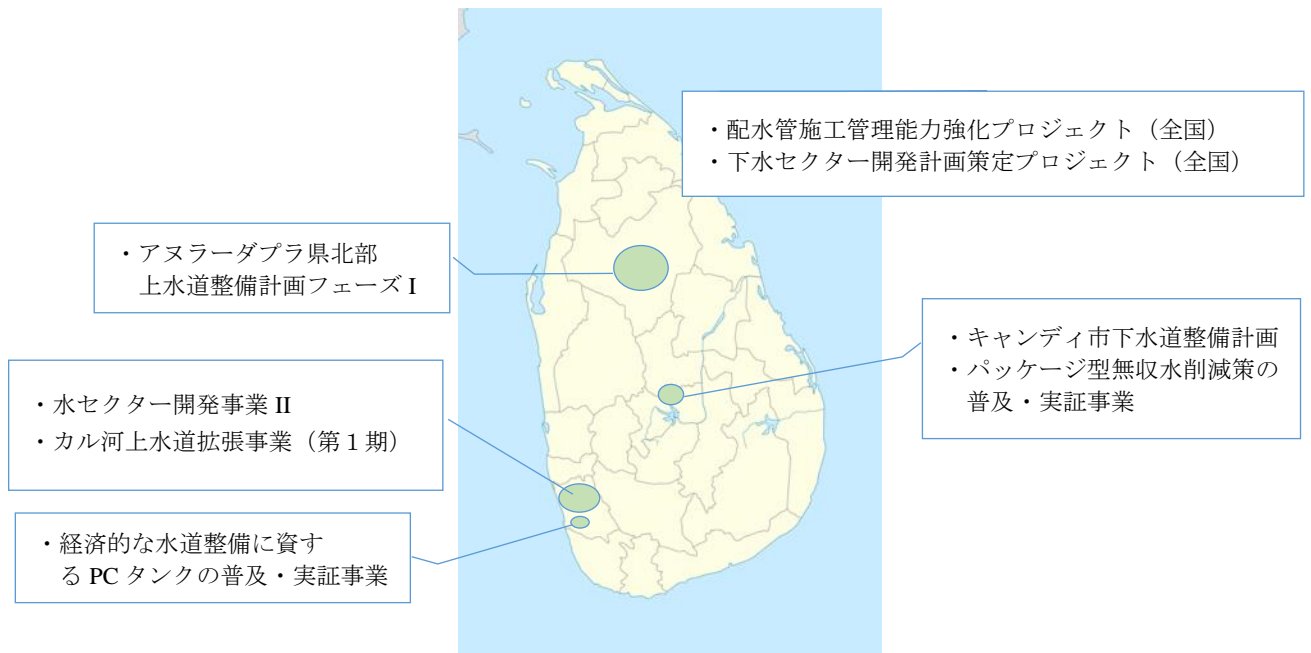 ・配水管施工管理能力強化プロジェクト（全国）
・下水セクター開発計画策定プロジェクト（全国）
・アヌラーダプラ県北部
上水道整備計画フェーズ I
・キャンディ市下水道整備計画
・パッケージ型無収水削減策の
普及・実証事業
・水セクター開発事業 II
・カル河上水道拡張事業（第１期）
・経済的な水道整備に資す
る PC タンクの普及・実証事業